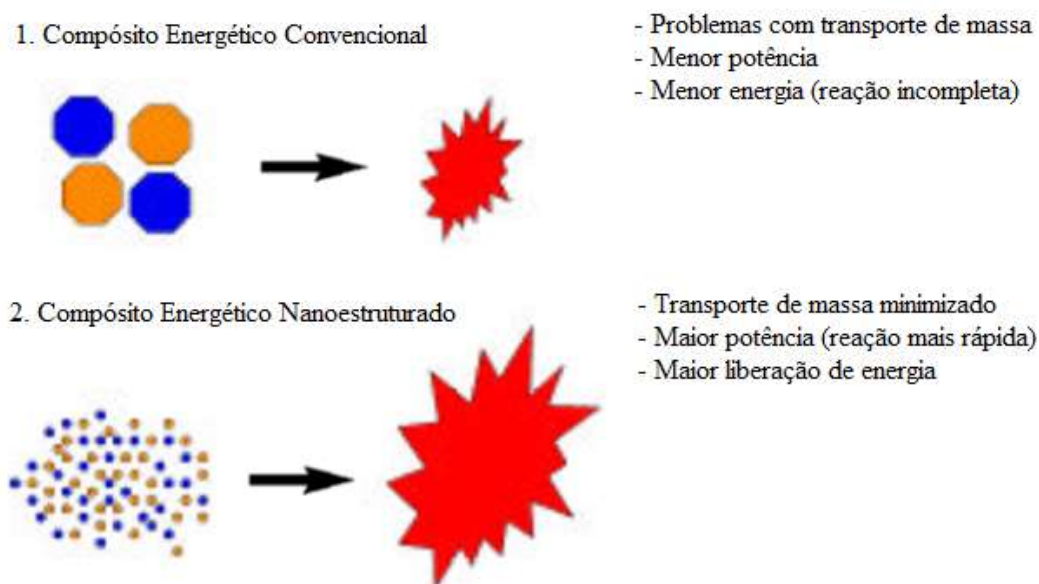 1. Compósito Energético Convencional
- Problemas com transporte de massa
- Menor potência
- Menor energia (reação incompleta)
2. Compósito Energético Nanoestruturado
- Transporte de massa minimizado
- Maior potência (reação mais rápida)
- Maior liberação de energia